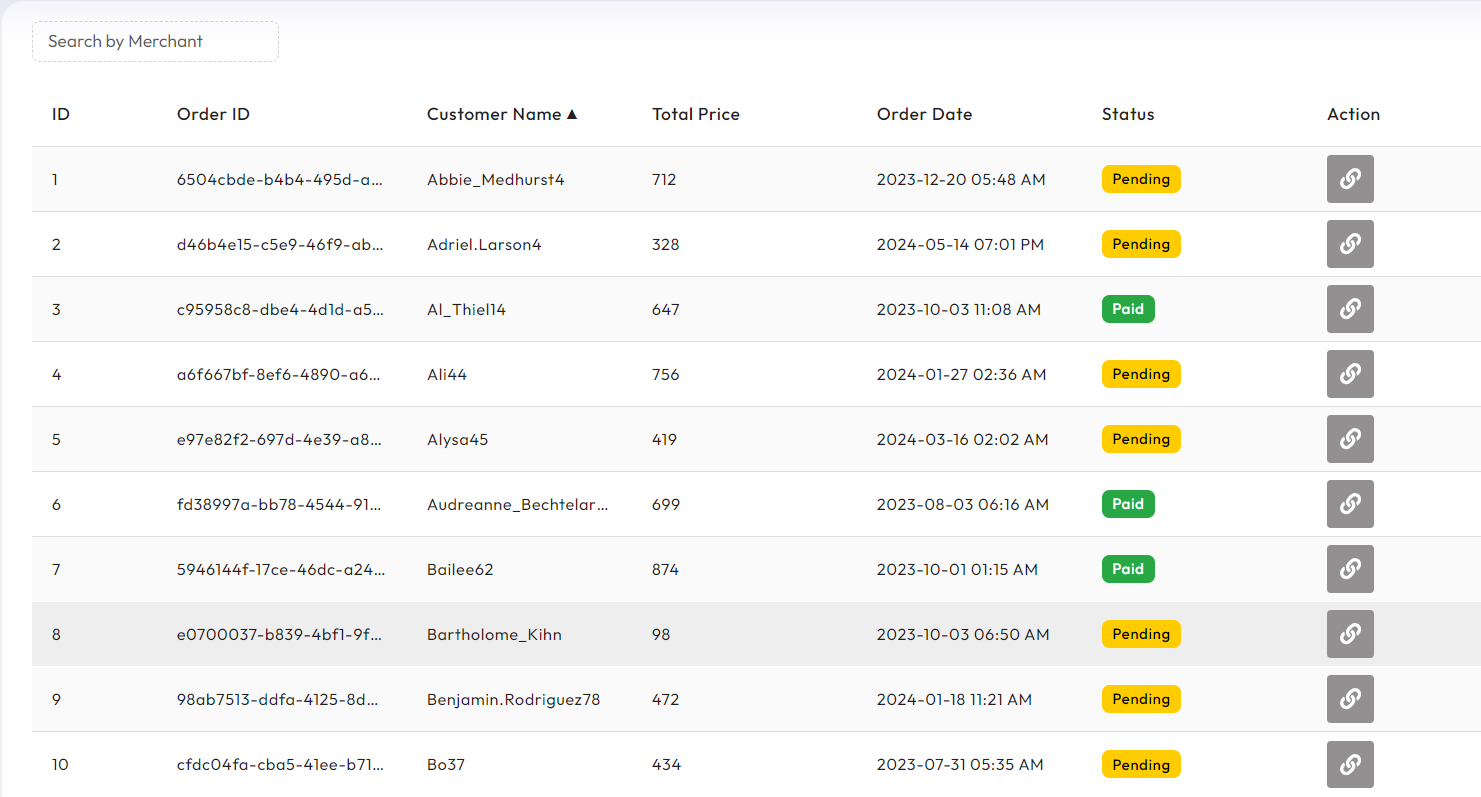 Search by Merchant
ID Order ID Customer Name ▲ Total Price Order Date Status Action
1 6504cbde-b4b4-495d-a... Abbie_Medhurst4 712 2023-12-20 05:48 AM Pending
2 d46b4e15-c5e9-46f9-ab... Adriel.Larson4 328 2024-05-14 07:01 PM Pending
3 c95958c8-dbe4-4d1d-a5... Al_Thiel14 647 2023-10-03 11:08 AM Paid
4 a6f667bf-8ef6-4890-a6... Ali44 756 2024-01-27 02:36 AM Pending
5 e97e82f2-697d-4e39-a8... Alysa45 419 2024-03-16 02:02 AM Pending
6 fd38997a-bb78-4544-91... Audreanne_Bechtelar... 699 2023-08-03 06:16 AM Paid
7 5946144f-17ce-46dc-a24... Bailee62 874 2023-10-01 01:15 AM Paid
8 e0700037-b839-4bf1-9f... Bartholome_Kihn 98 2023-10-03 06:50 AM Pending
9 98ab7513-ddfa-4125-8d... Benjamin.Rodriguez78 472 2024-01-18 11:21 AM Pending
10 cfdc04fa-cba5-41ee-b71... Bo37 434 2023-07-31 05:35 AM Pending